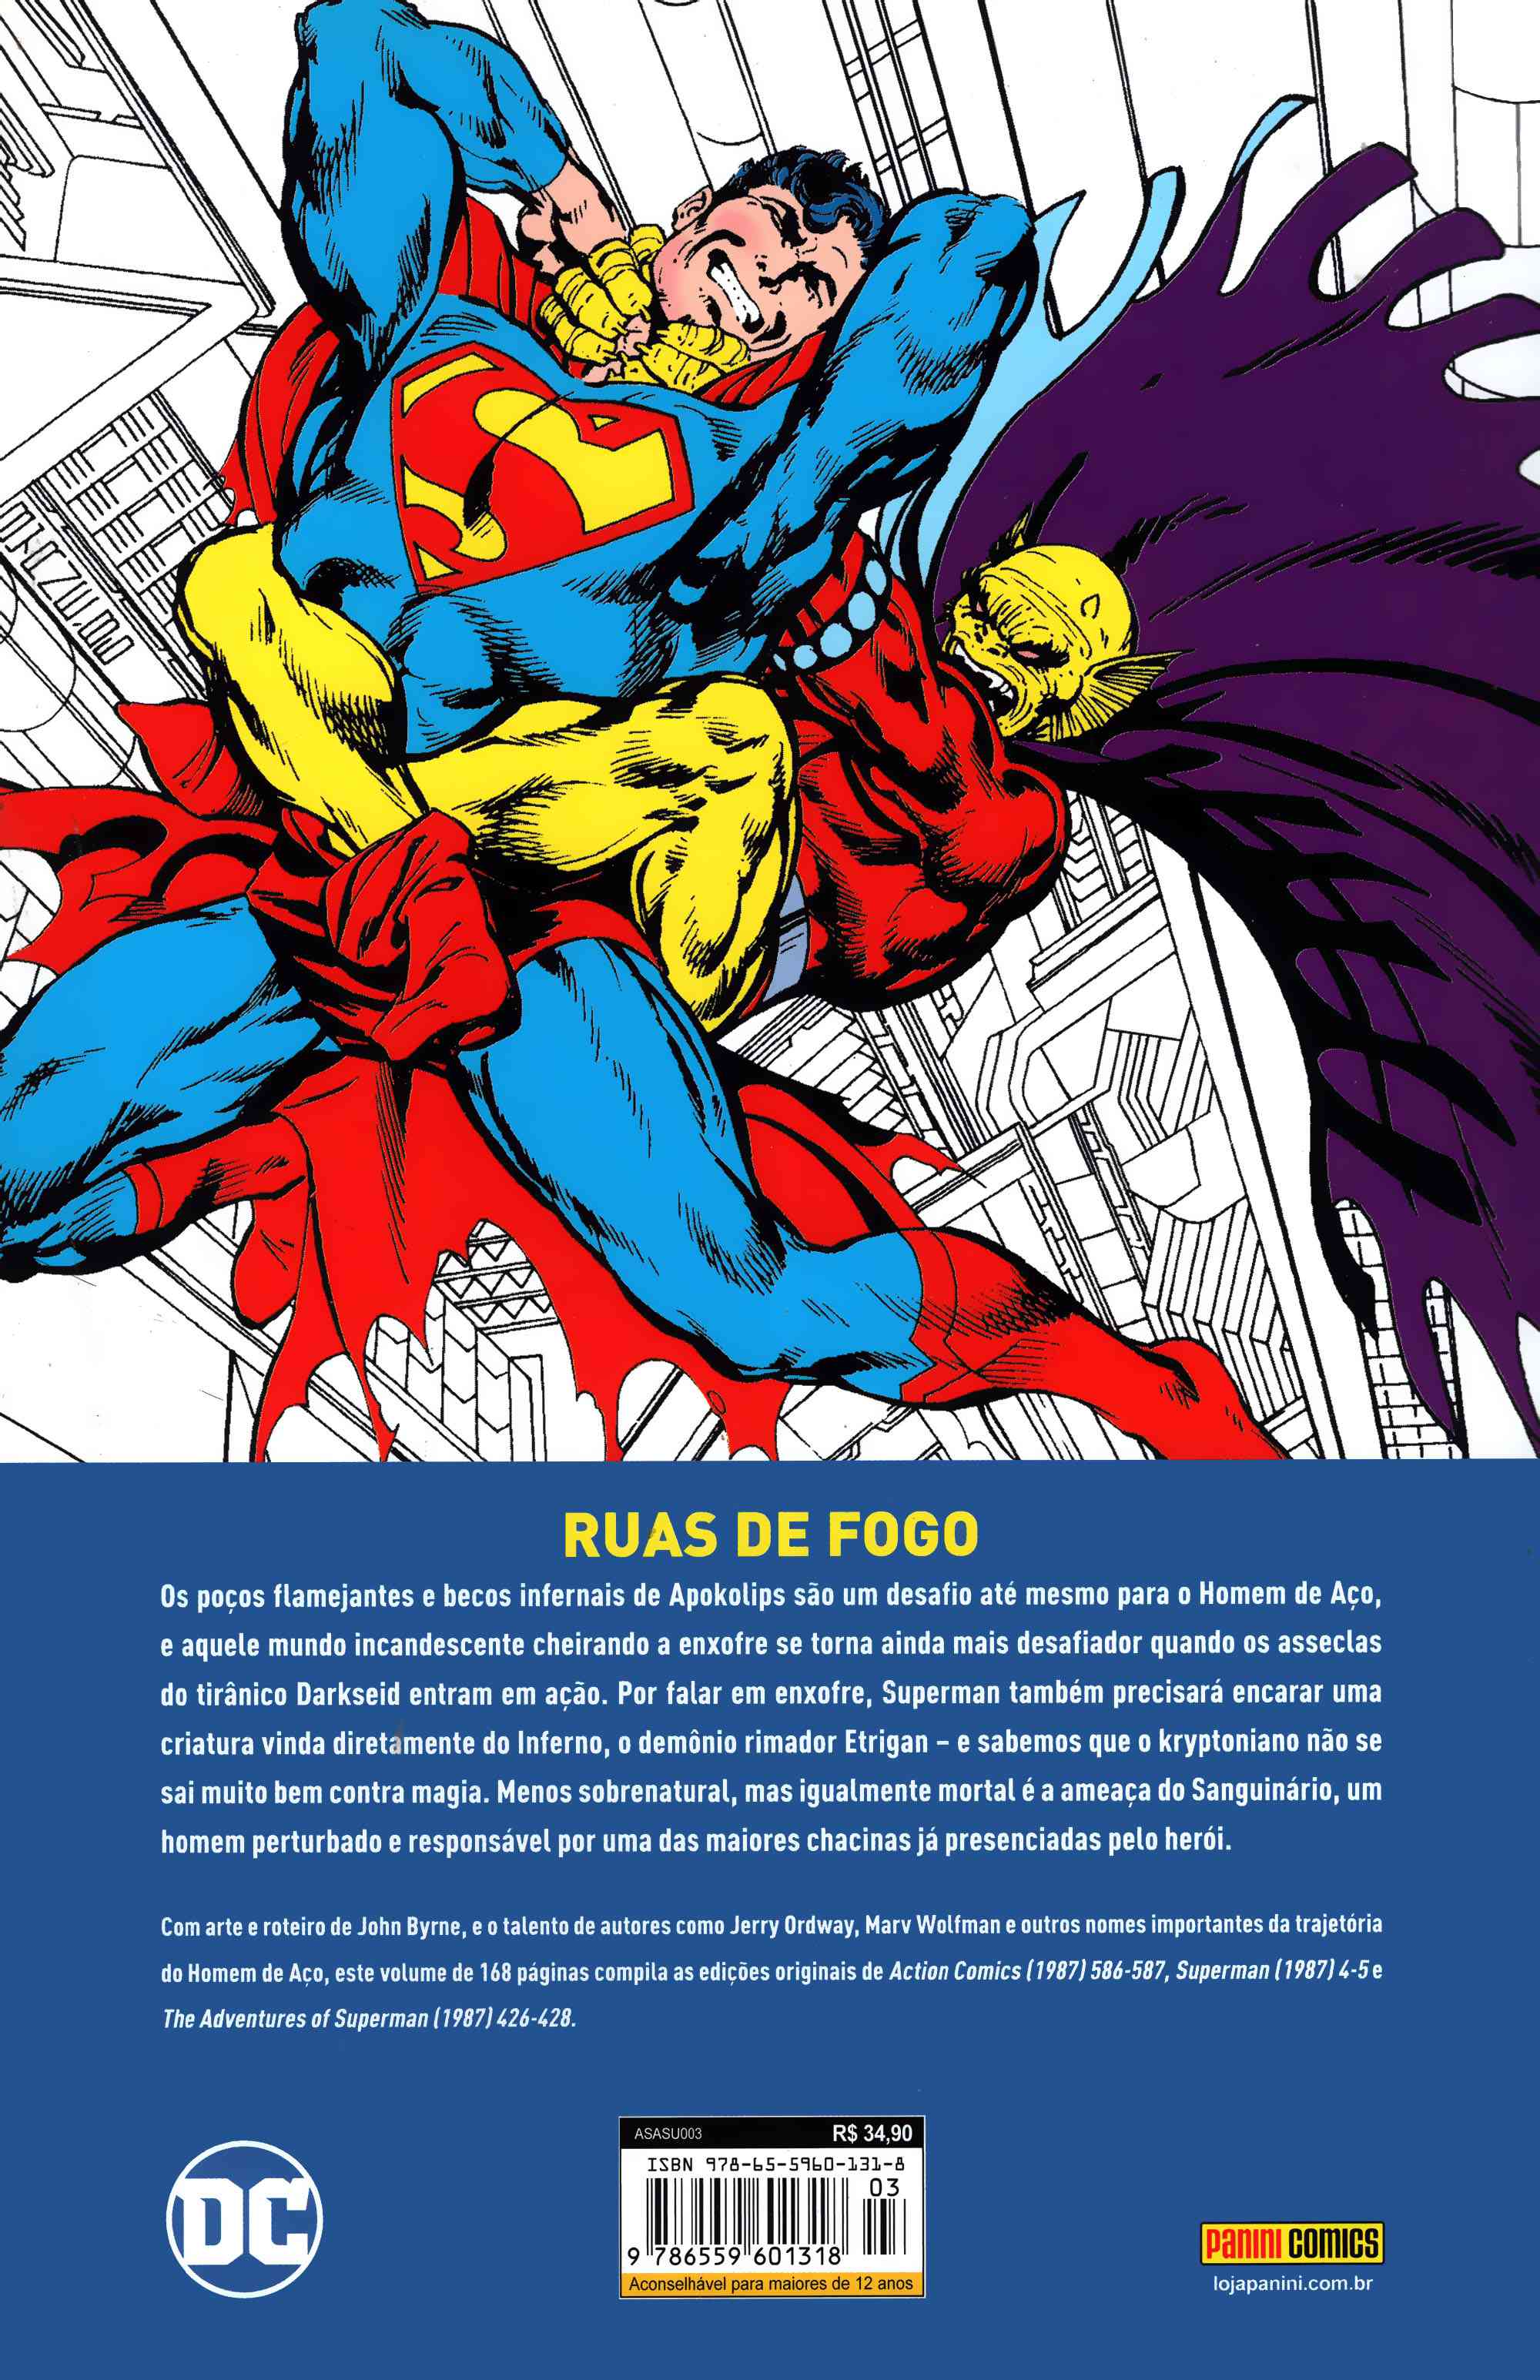 RUAS DE FOGO
Os poços flamejantes e becos infernais de Apokolips são um desafio até mesmo para o Homem de Aço,
e aquele mundo incandescente cheirando a enxofre se torna ainda mais desafiador quando os asseclas
do tirânico Darkseid entram em ação. Por falar em enxofre, Superman também precisará encarar uma
criatura vinda diretamente do Inferno, o demônio rimador Etrigan – e sabemos que o kryptoniano não se
sai muito bem contra magia. Menos sobrenatural, mas igualmente mortal é a ameaça do Sanguinário, um
homem perturbado e responsável por uma das maiores chacinas já presenciadas pelo herói.
Com arte e roteiro de John Byrne, e o talento de autores como Jerry Ordway, Marv Wolfman e outros nomes importantes da trajetória
do Homem de Aço, este volume de 168 páginas compila as edições originais de Action Comics (1987) 586-587, Superman (1987) 4-5 e
The Adventures of Superman (1987) 426-428.
DC
ASASU003 R$ 34,90
ISBN 978-65-5960-131-8
03
9 786559 601318
Aconselhável para maiores de 12 anos
PANINI COMICS
lojapanini.com.br